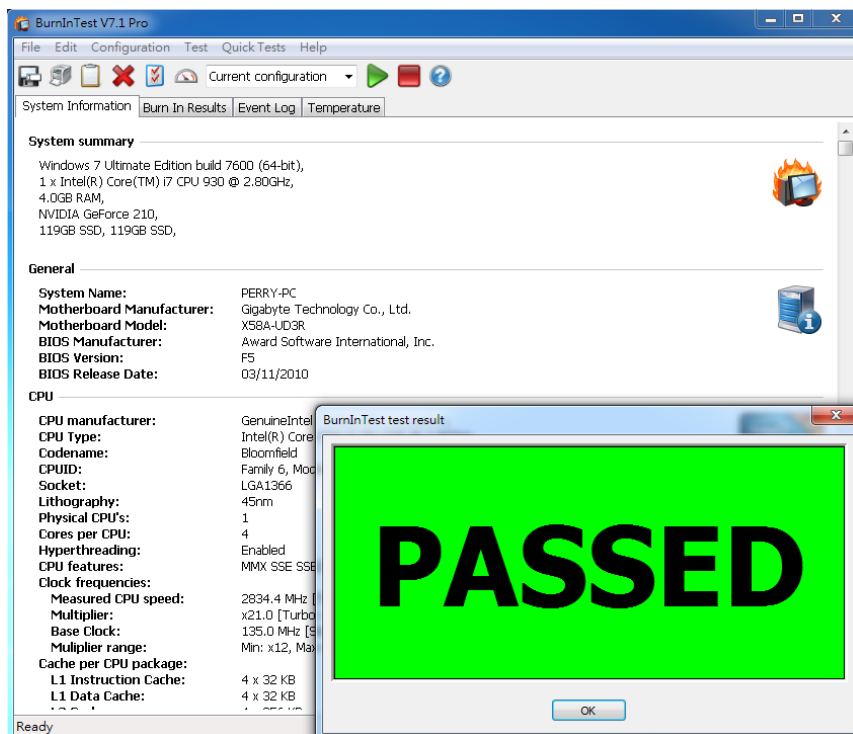 BurnInTest V7.1 Pro
File Edit Configuration Test Quick Tests Help
Current configuration
System Information Burn In Results Event Log Temperature
System summary
Windows 7 Ultimate Edition build 7600 (64-bit),
1 x Intel(R) Core(TM) i7 CPU 930 @ 2.80GHz,
4.0GB RAM,
NVIDIA GeForce 210,
119GB SSD, 119GB SSD,
General
System Name: PERRY-PC
Motherboard Manufacturer: Gigabyte Technology Co., Ltd.
Motherboard Model: X58A-UD3R
BIOS Manufacturer: Award Software International, Inc.
BIOS Version: F5
BIOS Release Date: 03/11/2010
CPU
CPU manufacturer: GenuineIntel
CPU Type: Intel(R) Core
Codename: Bloomfield
CPUID: Family 6,
Socket: LGA1366
Lithography: 45nm
Physical CPU's: 1
Cores per CPU: 4
Hyperthreading: Enabled
CPU features: MMX SSE SSE
Clock frequencies:
Measured CPU speed: 2834.4 MHz [
Multiplier: x21.0 [Turbo
Base Clock: 135.0 MHz [
Muliplier range: Min: x12,
Cache per CPU package:
L1 Instruction Cache: 4 x 32 KB
L1 Data Cache: 4 x 32 KB
Ready
BurnInTest test result
PASSED
OK